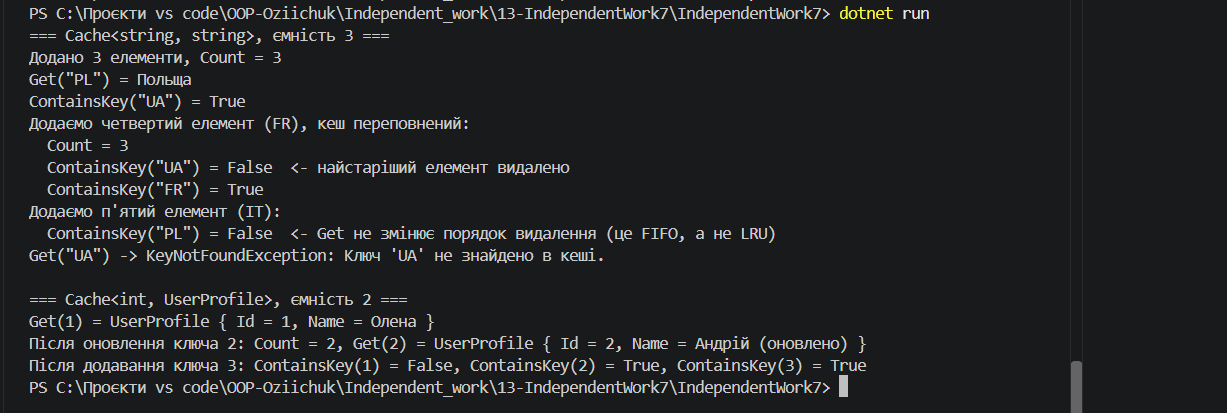 PS C:\Проєкти vs code\OOP-Oziichuk\Independent_work\13-IndependentWork7\IndependentWork7> dotnet run
=== Cache<string, string>, ємність 3 ===
Додано 3 елементи, Count = 3
Get("PL") = Польща
ContainsKey("UA") = True
Додаємо четвертий елемент (FR), кеш переповнений:
  Count = 3
  ContainsKey("UA") = False  <- найстаріший елемент видалено
  ContainsKey("FR") = True
Додаємо п'ятий елемент (IT):
  ContainsKey("PL") = False  <- Get не змінює порядок видалення (це FIFO, а не LRU)
Get("UA") -> KeyNotFoundException: Ключ 'UA' не знайдено в кеші.

=== Cache<int, UserProfile>, ємність 2 ===
Get(1) = UserProfile { Id = 1, Name = Олена }
Після оновлення ключа 2: Count = 2, Get(2) = UserProfile { Id = 2, Name = Андрій (оновлено) }
Після додавання ключа 3: ContainsKey(1) = False, ContainsKey(2) = True, ContainsKey(3) = True
PS C:\Проєкти vs code\OOP-Oziichuk\Independent_work\13-IndependentWork7\IndependentWork7>